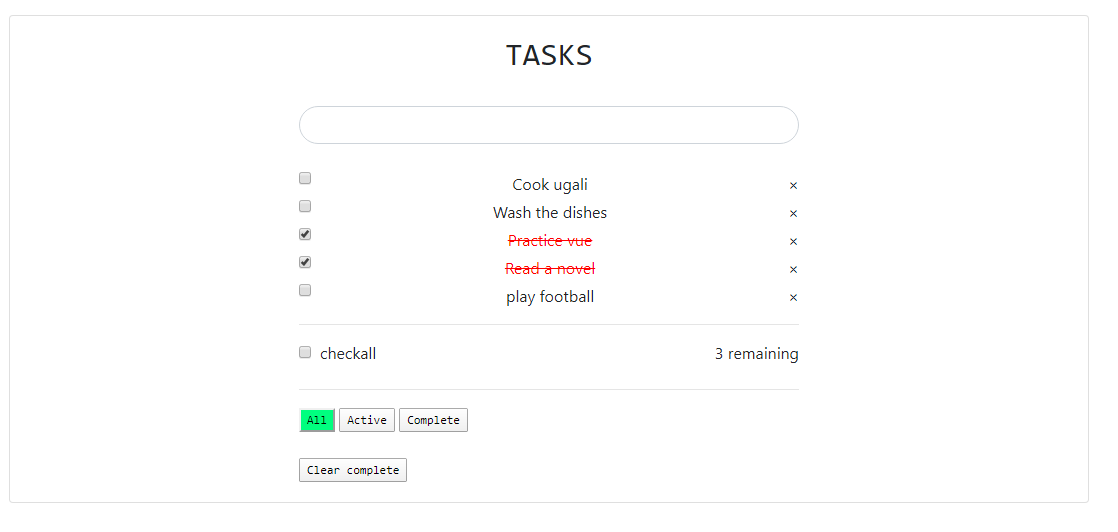 TASKS
Cook ugali ×
Wash the dishes ×
Practice vue ×
Read a novel ×
play football ×
checkall 3 remaining
All Active Complete
Clear complete